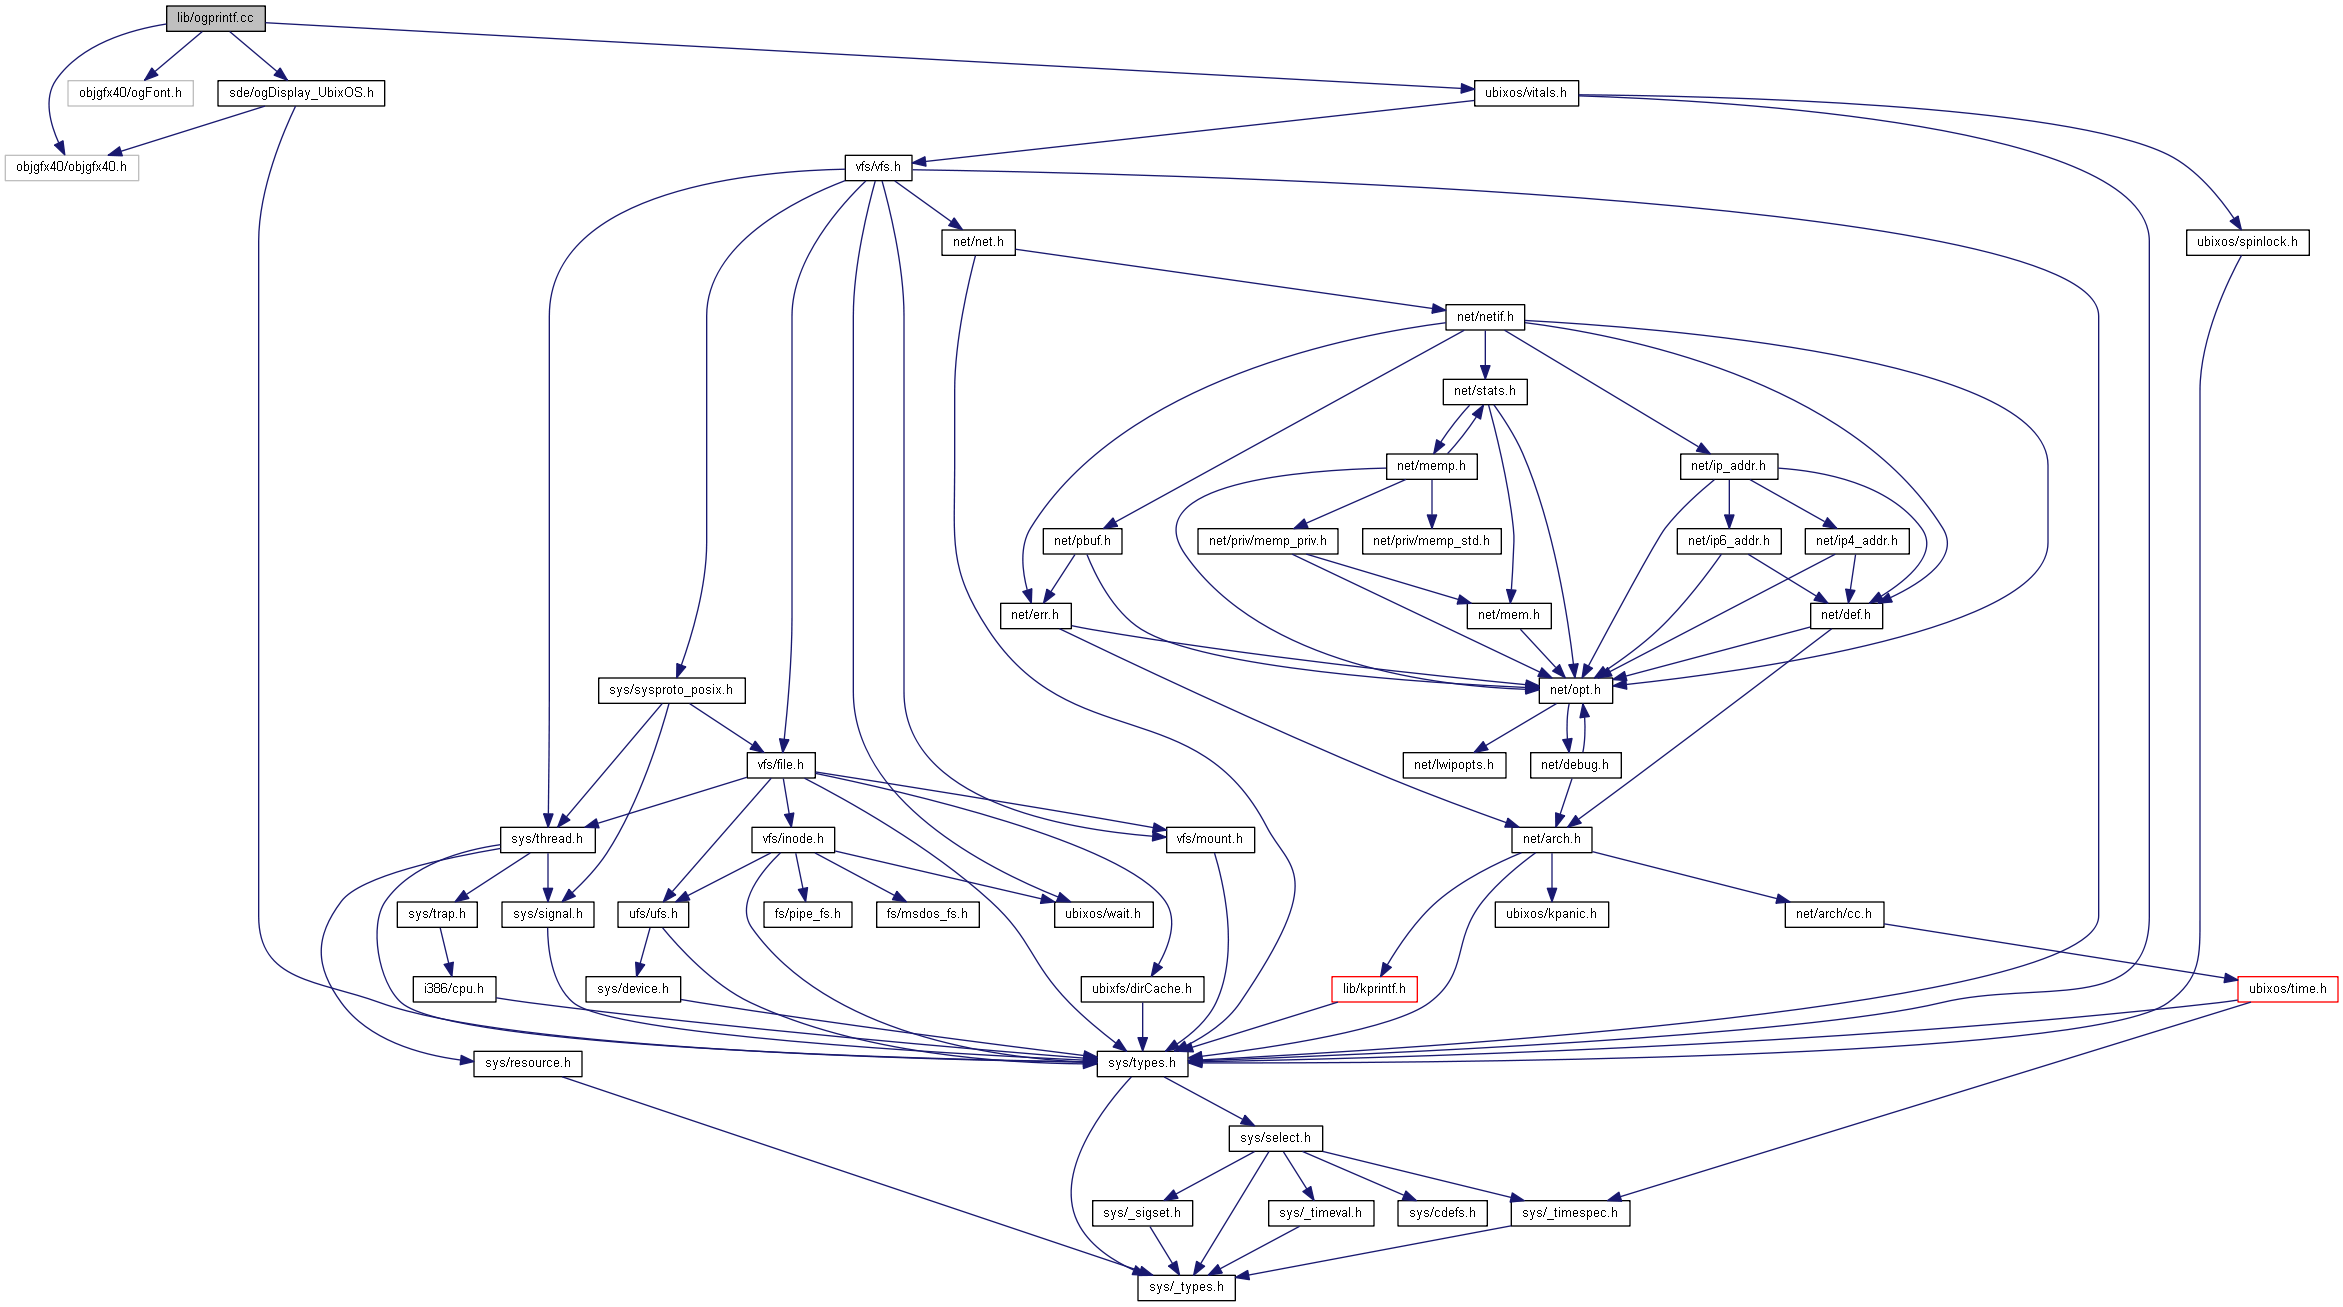 lib/ogprintf.cc
objgfx40/ogFont.h
sde/ogDisplay_UbixOS.h
ubixos/vitals.h
objgfx40/objgfx40.h
vfs/vfs.h
net/net.h
ubixos/spinlock.h
net/netif.h
net/stats.h
net/memp.h
net/ip_addr.h
net/pbuf.h
net/priv/memp_priv.h
net/priv/memp_std.h
net/ip6_addr.h
net/ip4_addr.h
net/err.h
net/mem.h
net/def.h
sys/sysproto_posix.h
net/opt.h
vfs/file.h
net/lwipopts.h
net/debug.h
sys/thread.h
vfs/inode.h
vfs/mount.h
net/arch.h
sys/trap.h
sys/signal.h
ufs/ufs.h
fs/pipe_fs.h
fs/msdos_fs.h
ubixos/wait.h
ubixos/kpanic.h
net/arch/cc.h
i386/cpu.h
sys/device.h
ubixfs/dirCache.h
lib/kprintf.h
ubixos/time.h
sys/resource.h
sys/types.h
sys/select.h
sys/_sigset.h
sys/_timeval.h
sys/cdefs.h
sys/_timespec.h
sys/_types.h